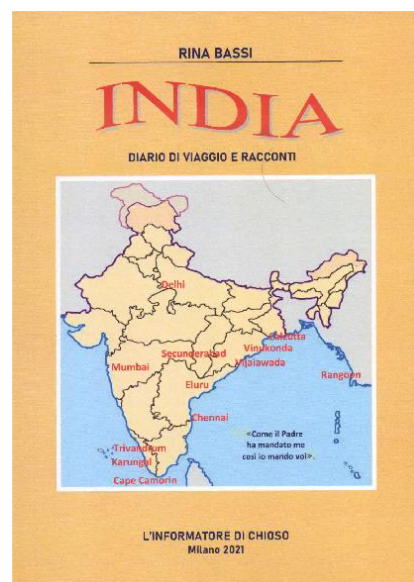 RINA BASSI
INDIA
DIARIO DI VIAGGIO E RACCONTI
Delhi
Calcutta
Vinukonda
Secunderabad
Vijaiawada
Mumbai
Rangoon
Eluru
Chennai
«Come il Padre
ha mandato me
così io mando voi»
Trivandrum
Karungal
Cape Camorin
L'INFORMATORE DI CHIOSO
Milano 2021